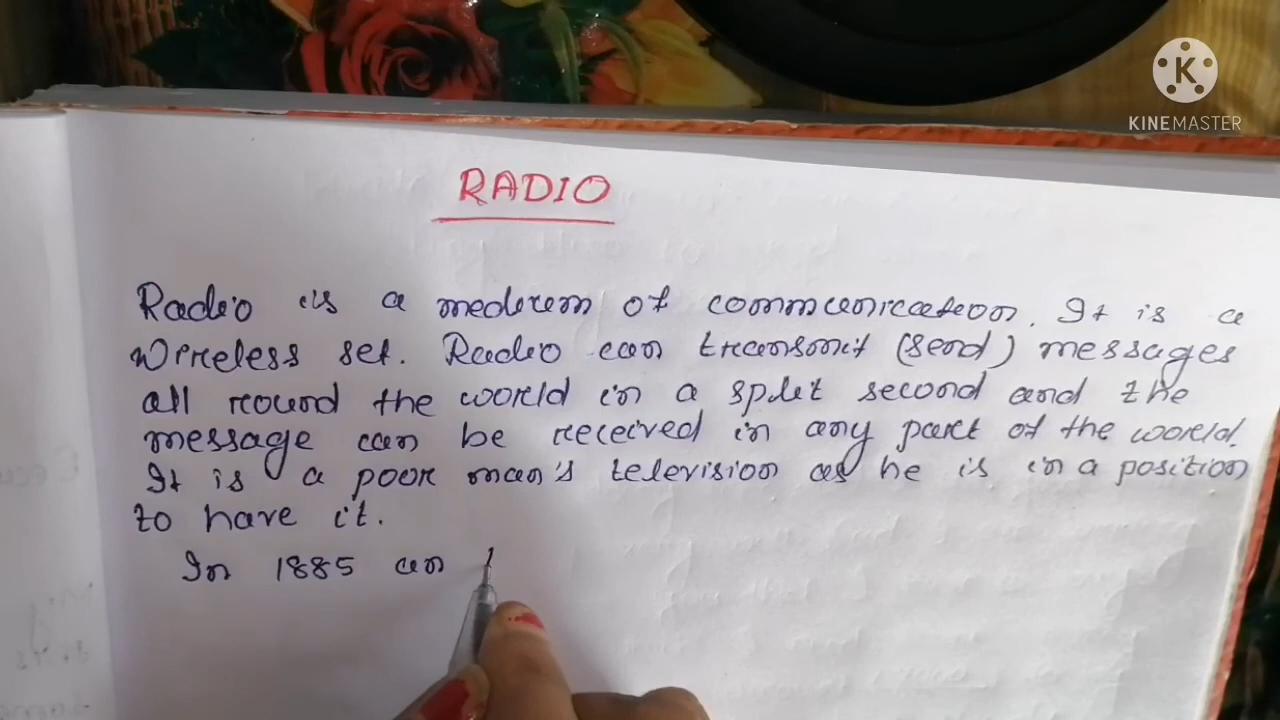 KINEMASTER
RADIO
Radio is a medium of communication. It is a
Wireless set. Radio can transmit (send) messages
all round the world in a split second and the
message can be received in any part of the world.
It is a poor man's television as he is in a position
to have it.
In 1885 an